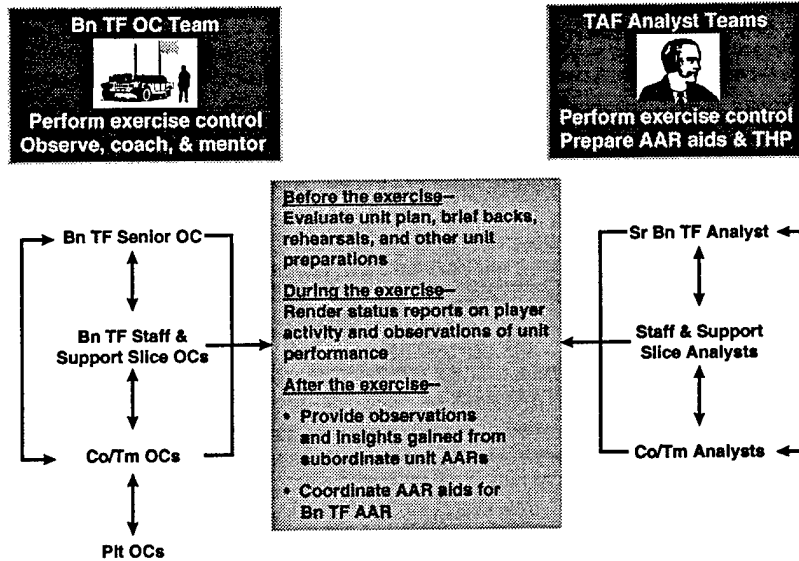 Bn TF OC Team
Perform exercise control
Observe, coach, & mentor
TAF Analyst Teams
Perform exercise control
Prepare AAR aids & THP
Bn TF Senior OC
Bn TF Staff &
Support Slice OCs
Co/Tm OCs
Plt OCs
Before the exercise–
Evaluate unit plan, brief backs,
rehearsals, and other unit
preparations
During the exercise–
Render status reports on player
activity and observations of unit
performance
After the exercise–
• Provide observations
and insights gained from
subordinate unit AARs
• Coordinate AAR aids for
Bn TF AAR
Sr Bn TF Analyst
Staff & Support
Slice Analysts
Co/Tm Analysts